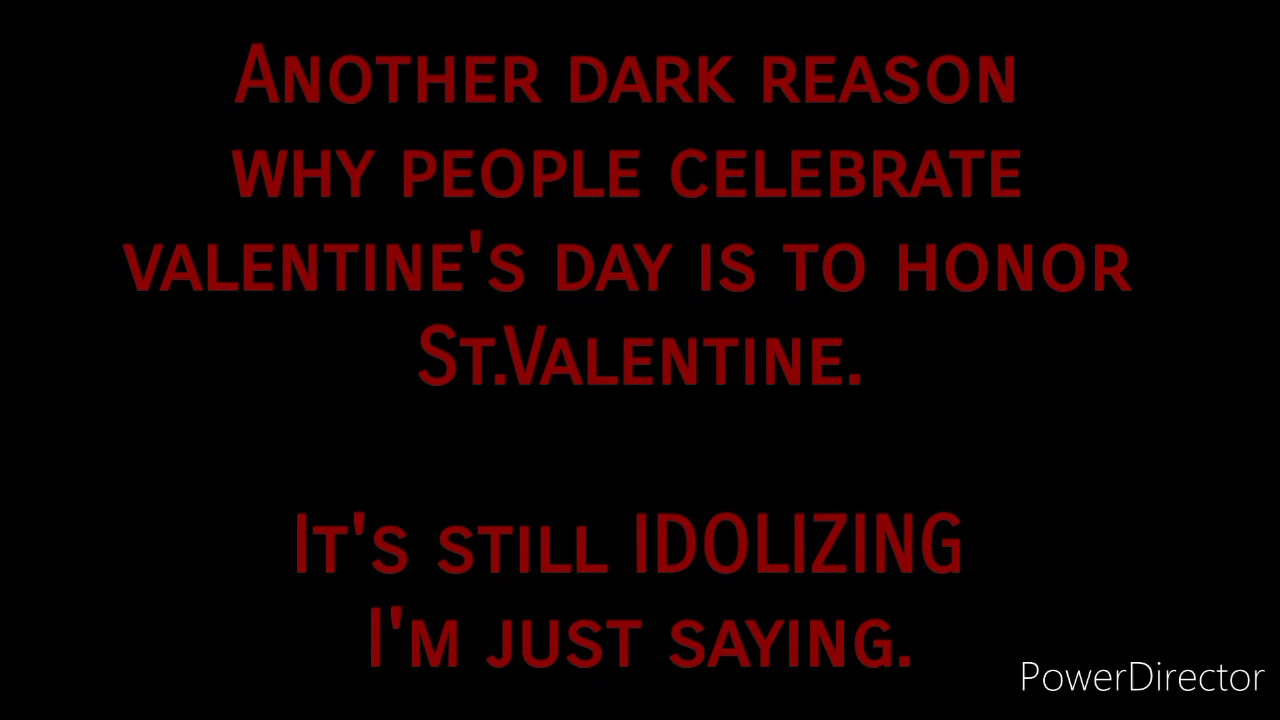 Another dark reason
why people celebrate
valentine's day is to honor
St.Valentine.
It's still IDOLIZING
I'm just saying.
PowerDirector